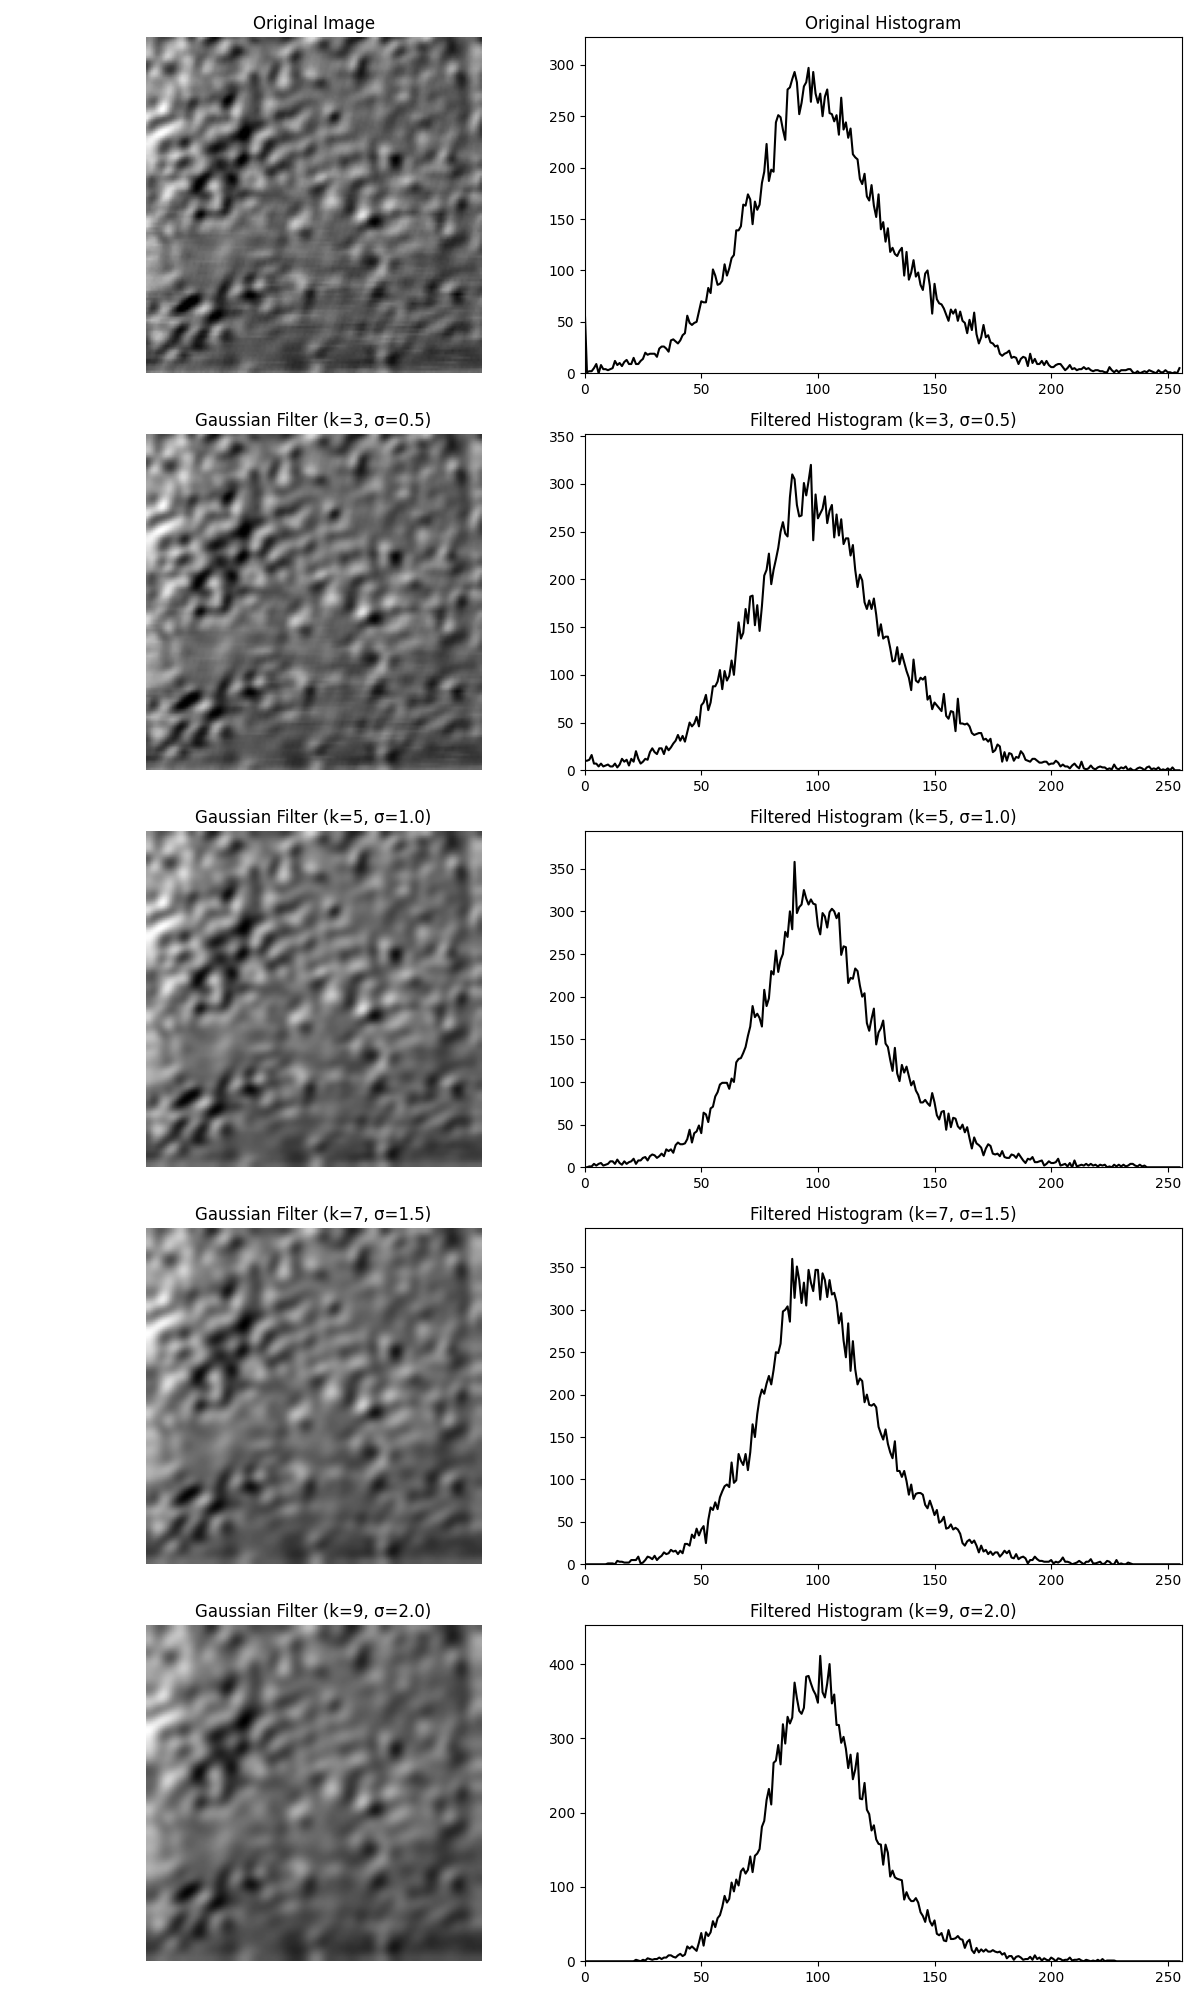 Original Image
Original Histogram
300
250
200
150
100
50
0
0 50 100 150 200 250
Gaussian Filter (k=3, σ=0.5)
Filtered Histogram (k=3, σ=0.5)
350
300
250
200
150
100
50
0
0 50 100 150 200 250
Gaussian Filter (k=5, σ=1.0)
Filtered Histogram (k=5, σ=1.0)
350
300
250
200
150
100
50
0
0 50 100 150 200 250
Gaussian Filter (k=7, σ=1.5)
Filtered Histogram (k=7, σ=1.5)
350
300
250
200
150
100
50
0
0 50 100 150 200 250
Gaussian Filter (k=9, σ=2.0)
Filtered Histogram (k=9, σ=2.0)
400
300
200
100
0
0 50 100 150 200 250